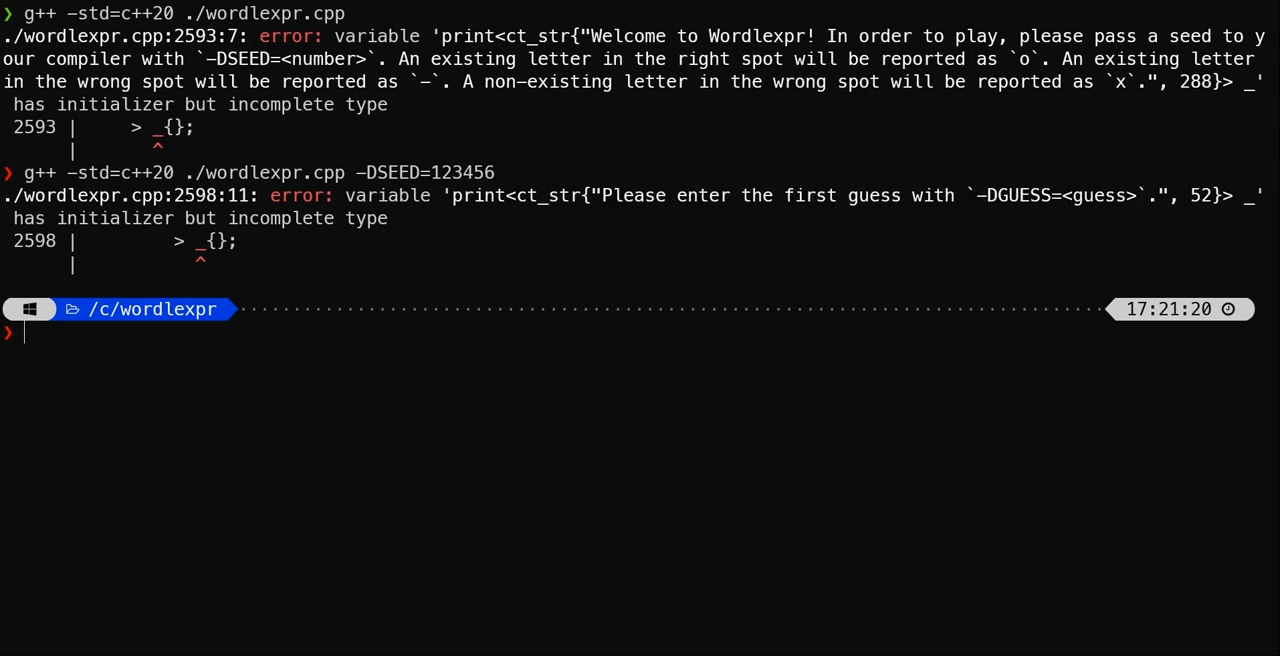 ❯ g++ -std=c++20 ./wordlexpr.cpp
./wordlexpr.cpp:2593:7: error: variable 'print<ct_str{"Welcome to Wordlexpr! In order to play, please pass a seed to y
our compiler with `-DSEED=<number>`. An existing letter in the right spot will be reported as `o`. An existing letter
in the wrong spot will be reported as `-`. A non-existing letter in the wrong spot will be reported as `x`.", 288}> _'
 has initializer but incomplete type
 2593 |     > _{};
      |       ^
❯ g++ -std=c++20 ./wordlexpr.cpp -DSEED=123456
./wordlexpr.cpp:2598:11: error: variable 'print<ct_str{"Please enter the first guess with `-DGUESS=<guess>`.", 52}> _'
 has initializer but incomplete type
 2598 |         > _{};
      |           ^
/c/wordlexpr 17:21:20
❯